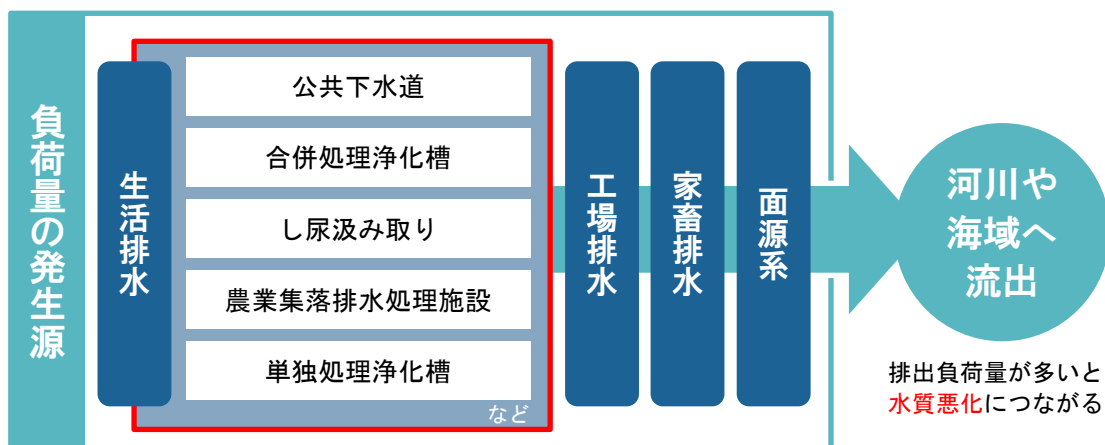 負荷量の発生源
生活排水
公共下水道
合併処理浄化槽
し尿汲み取り
農業集落排水処理施設
単独処理浄化槽
など
工場排水
家畜排水
面源系
河川や
海域へ
流出
排出負荷量が多いと
水質悪化につながる